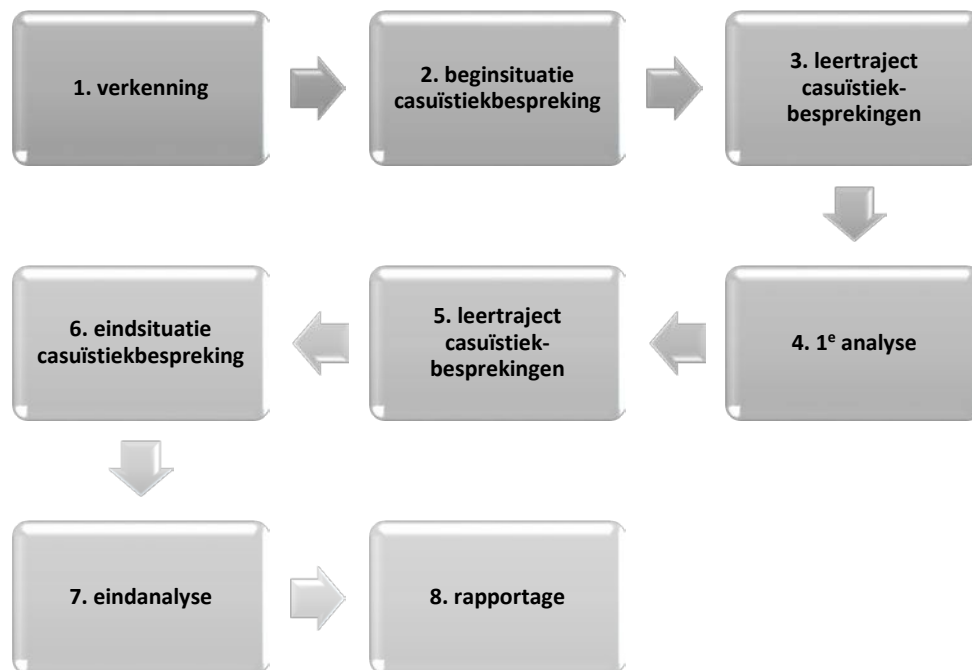 1. verkenning
2. beginsituatie
casuïstiekbespreking
3. leertraject
casuïstiek-
besprekingen
4. 1e analyse
5. leertraject
casuïstiek-
besprekingen
6. eindsituatie
casuïstiekbespreking
7. eindanalyse
8. rapportage